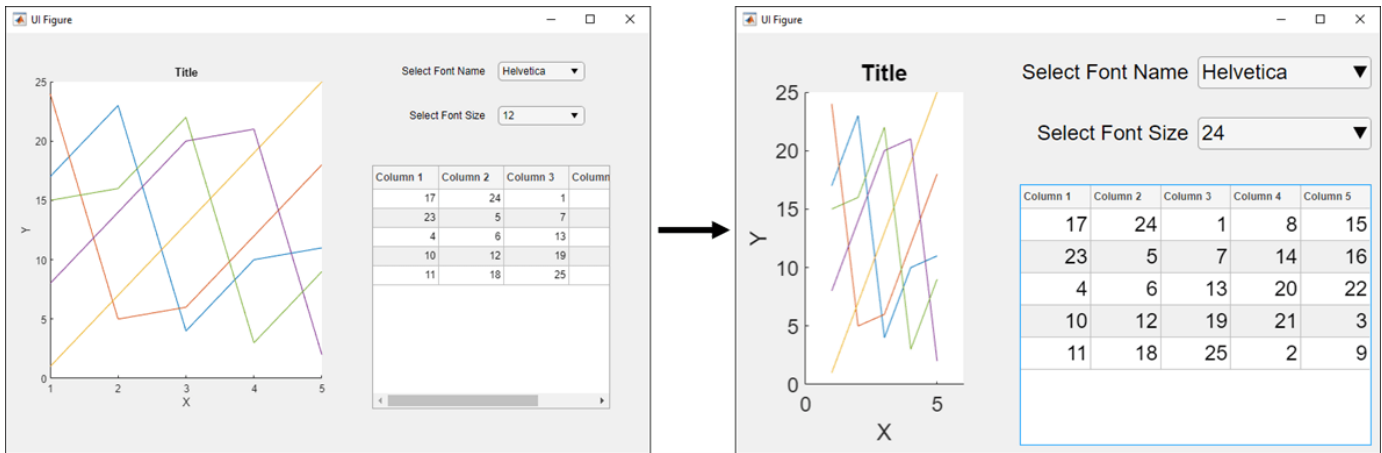 UI Figure
Title
25
20
15
10
5
0
Y
1 2 3 4 5
X
Select Font Name Helvetica
Select Font Size 12
Column 1 Column 2 Column 3 Column
17 24 1
23 5 7
4 6 13
10 12 19
11 18 25
UI Figure
Title
25
20
15
10
5
0
Y
0 5
X
Select Font Name Helvetica
Select Font Size 24
Column 1 Column 2 Column 3 Column 4 Column 5
17 24 1 8 15
23 5 7 14 16
4 6 13 20 22
10 12 19 21 3
11 18 25 2 9